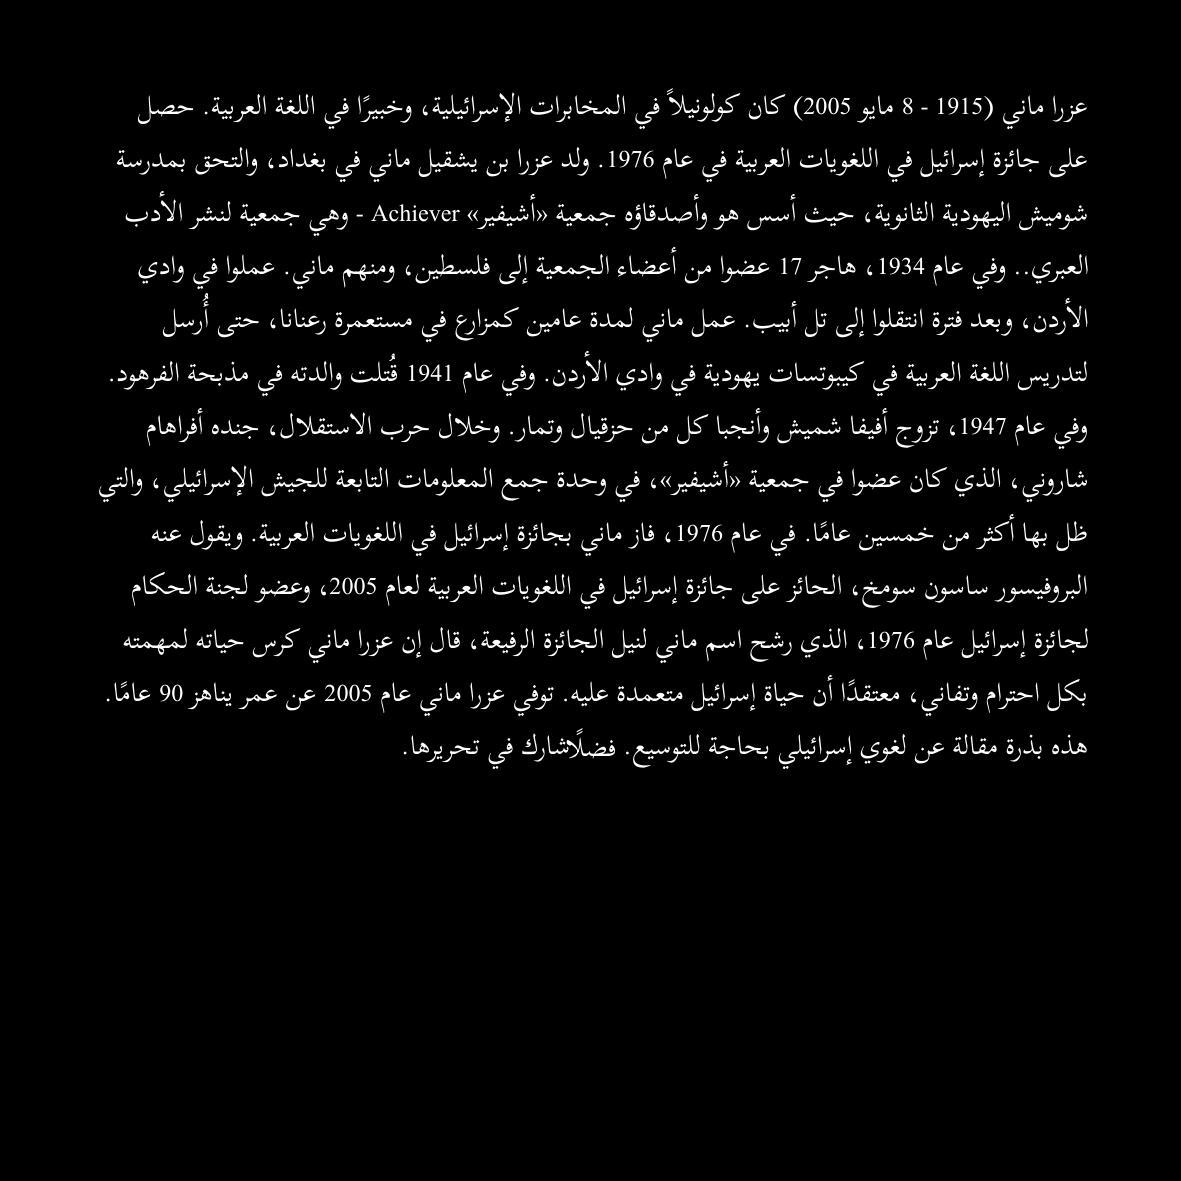 عزرا ماني (1915 - 8 مايو 2005) كان كولونيلاً في المخابرات الإسرائيلية، وخبيرًا في اللغة العربية. حصل
على جائزة إسرائيل في اللغويات العربية في عام 1976. ولد عزرا بن يشقيل ماني في بغداد، والتحق بمدرسة
شوميش اليهودية الثانوية، حيث أسس هو وأصدقاؤه جمعية «أشيفير» Achiever - وهي جمعية لنشر الأدب
العبري.. وفي عام 1934، هاجر 17 عضوا من أعضاء الجمعية إلى فلسطين، ومنهم ماني. عملوا في وادي
الأردن، وبعد فترة انتقلوا إلى تل أبيب. عمل ماني لمدة عامين كمزارع في مستعمرة رعنانا، حتى أُرسل
لتدريس اللغة العربية في كيبوتسات يهودية في وادي الأردن. وفي عام 1941 قُتلت والدته في مذبحة الفرهود.
وفي عام 1947، تزوج أفيفا شميش وأنجبا كل من حزقيال وتمار. وخلال حرب الاستقلال، جنده أفراهام
شاروني، الذي كان عضوا في جمعية «أشيفير»، في وحدة جمع المعلومات التابعة للجيش الإسرائيلي، والتي
ظل بها أكثر من خمسين عامًا. في عام 1976، فاز ماني بجائزة إسرائيل في اللغويات العربية. ويقول عنه
البروفيسور ساسون سومخ، الحائز على جائزة إسرائيل في اللغويات العربية لعام 2005، وعضو لجنة الحكام
لجائزة إسرائيل عام 1976، الذي رشح اسم ماني لنيل الجائزة الرفيعة، قال إن عزرا ماني كرس حياته لمهمته
بكل احترام وتفاني، معتقدًا أن حياة إسرائيل متعمدة عليه. توفي عزرا ماني عام 2005 عن عمر يناهز 90 عامًا.
هذه بذرة مقالة عن لغوي إسرائيلي بحاجة للتوسيع. فضلًاشارك في تحريرها.